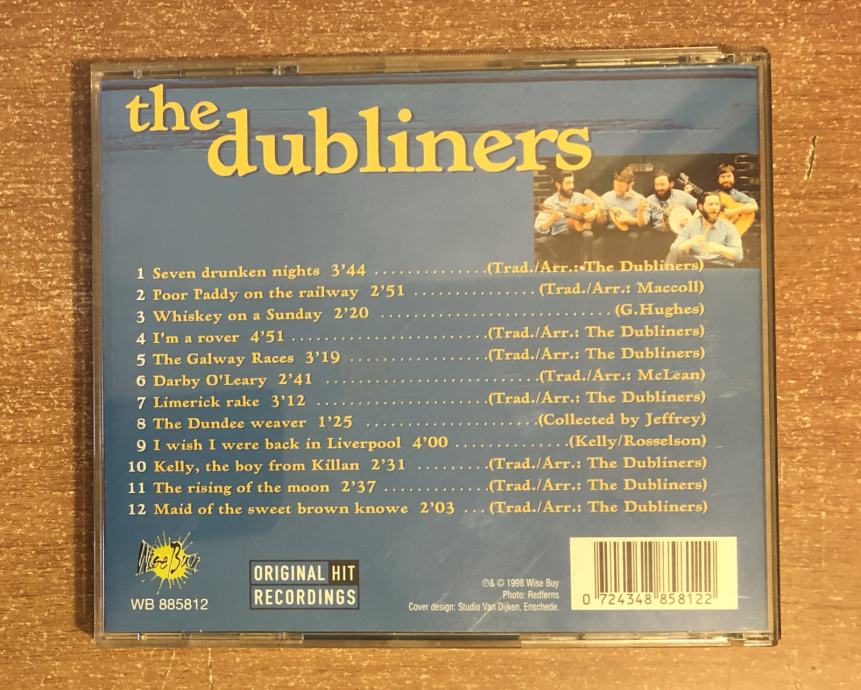 the
dubliners
1 Seven drunken nights 3'44 ..............(Trad./Arr.: The Dubliners)
2 Poor Paddy on the railway 2'51 ...............(Trad./Arr.: Maccoll)
3 Whiskey on a Sunday 2'20 ............................(G.Hughes)
4 I'm a rover 4'51 .......................(Trad./Arr.: The Dubliners)
5 The Galway Races 3'19 .................(Trad./Arr.: The Dubliners)
6 Darby O'Leary 2'41 .........................(Trad./Arr.: McLean)
7 Limerick rake 3'12 .....................(Trad./Arr.: The Dubliners)
8 The Dundee weaver 1'25 ....................(Collected by Jeffrey)
9 I wish I were back in Liverpool 4'00 .............(Kelly/Rosselson)
10 Kelly, the boy from Killan 2'31 .........(Trad./Arr.: The Dubliners)
11 The rising of the moon 2'37 .............(Trad./Arr.: The Dubliners)
12 Maid of the sweet brown knowe 2'03 ...(Trad./Arr.: The Dubliners)
Wise Buy
WB 885812
ORIGINAL HIT
RECORDINGS
℗& © 1998 Wise Buy
Photo: Redferns
Cover design: Studio Van Dijken, Enschede.
0 724348 858122